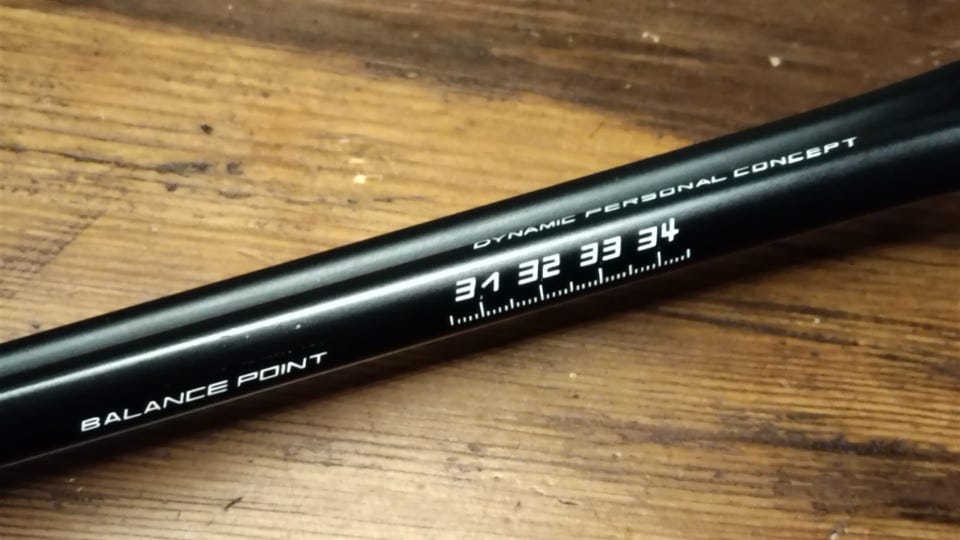 DYNAMIC PERSONAL CONCEPT
31 32 33 34
BALANCE POINT